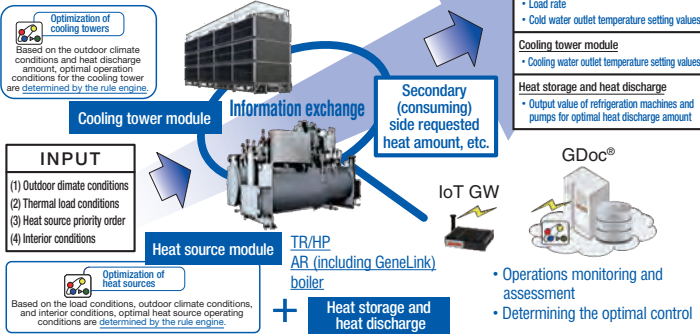 Optimization of
cooling towers
Based on the outdoor climate
conditions and heat discharge
amount, optimal operation
conditions for the cooling tower
are determined by the rule engine.
• Load rate
• Cold water outlet temperature setting values
Cooling tower module
• Cooling water outlet temperature setting values
Heat storage and heat discharge
• Output value of refrigeration machines and
pumps for optimal heat discharge amount
Cooling tower module
Information exchange
Secondary
(consuming)
side requested
heat amount, etc.
INPUT
(1) Outdoor climate conditions
(2) Thermal load conditions
(3) Heat source priority order
(4) Interior conditions
IoT GW
GDoc®
Heat source module
TR/HP
AR (including GeneLink)
boiler
Optimization of
heat sources
Based on the load conditions, outdoor climate conditions,
and interior conditions, optimal heat source operating
conditions are determined by the rule engine.
+
Heat storage and
heat discharge
• Operations monitoring and
assessment
• Determining the optimal control